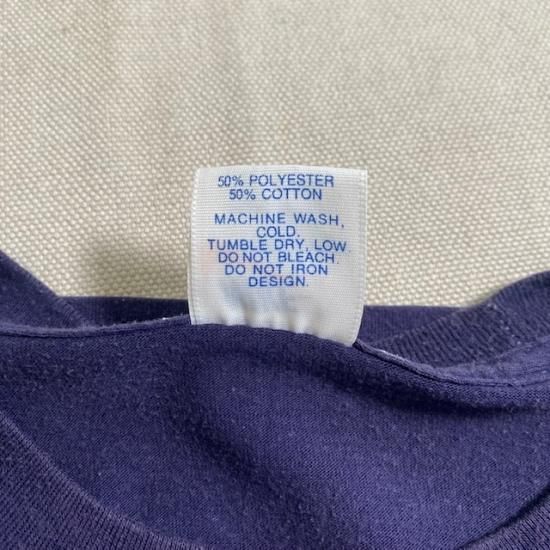 50% POLYESTER
50% COTTON
MACHINE WASH,
COLD.
TUMBLE DRY, LOW.
DO NOT BLEACH.
DO NOT IRON
DESIGN.